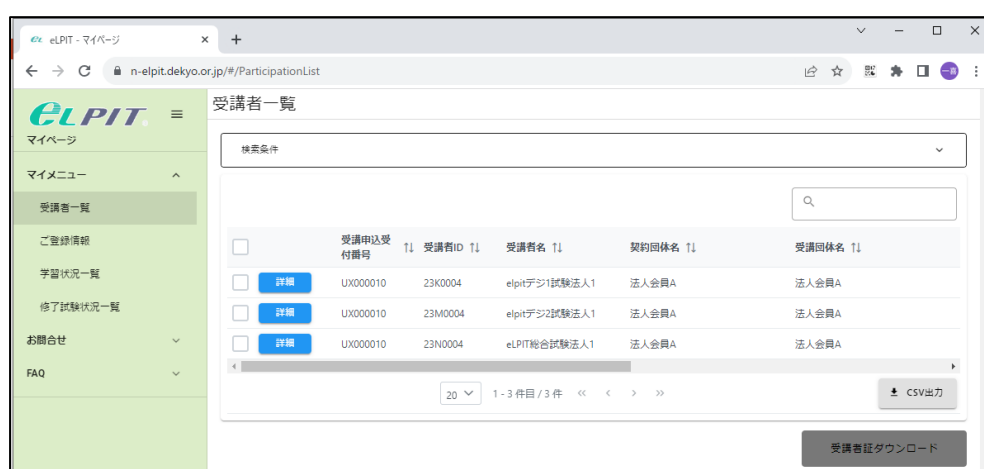 eLPIT - マイページ
n-elpit.dekyo.or.jp/#/ParticipationList
一真
eLPIT
マイページ
マイメニュー
受講者一覧
ご登録情報
学習状況一覧
修了試験状況一覧
お問合せ
FAQ
受講者一覧
検索条件
受講申込受付番号 受講者ID 受講者名 契約団体名 受講団体名
詳細 UX000010 23K0004 elpitデジ1試験法人1 法人会員A 法人会員A
詳細 UX000010 23M0004 elpitデジ2試験法人1 法人会員A 法人会員A
詳細 UX000010 23N0004 eLPIT総合試験法人1 法人会員A 法人会員A
20 1 - 3 件目 / 3 件
CSV出力
受講者証ダウンロード